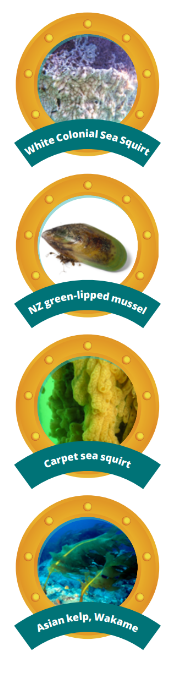 White Colonial Sea Squirt
NZ green-lipped mussel
Carpet sea squirt
Asian kelp, Wakame